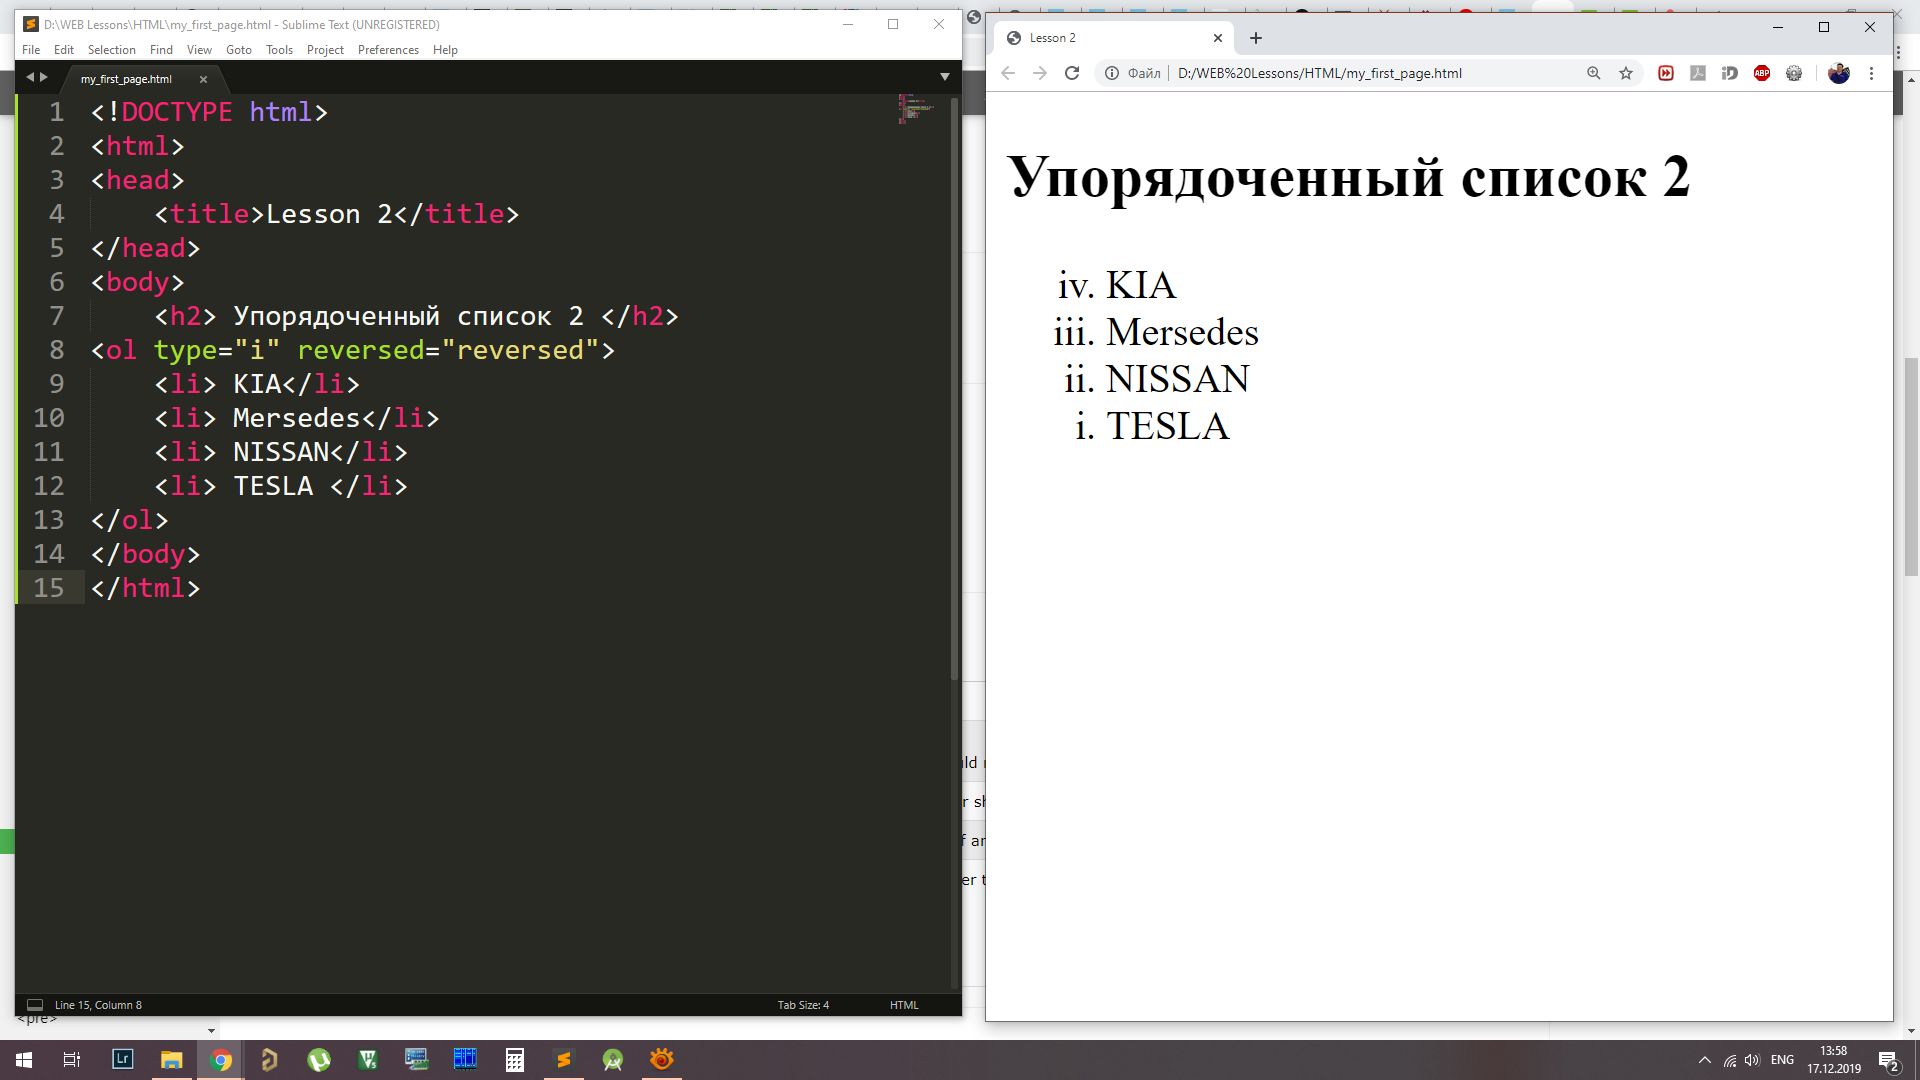 D:\WEB Lessons\HTML\my_first_page.html - Sublime Text (UNREGISTERED)
File Edit Selection Find View Goto Tools Project Preferences Help
my_first_page.html
1 <!DOCTYPE html>
2 <html>
3 <head>
4 <title>Lesson 2</title>
5 </head>
6 <body>
7 <h2> Упорядоченный список 2 </h2>
8 <ol type="i" reversed="reversed">
9 <li> KIA</li>
10 <li> Mersedes</li>
11 <li> NISSAN</li>
12 <li> TESLA </li>
13 </ol>
14 </body>
15 </html>
Line 15, Column 8
Tab Size: 4
HTML
<pre>
Lesson 2
Файл D:/WEB%20Lessons/HTML/my_first_page.html
ABP
Упорядоченный список 2
iv. KIA
iii. Mersedes
ii. NISSAN
i. TESLA
Lr
ENG
13:58
17.12.2019
2